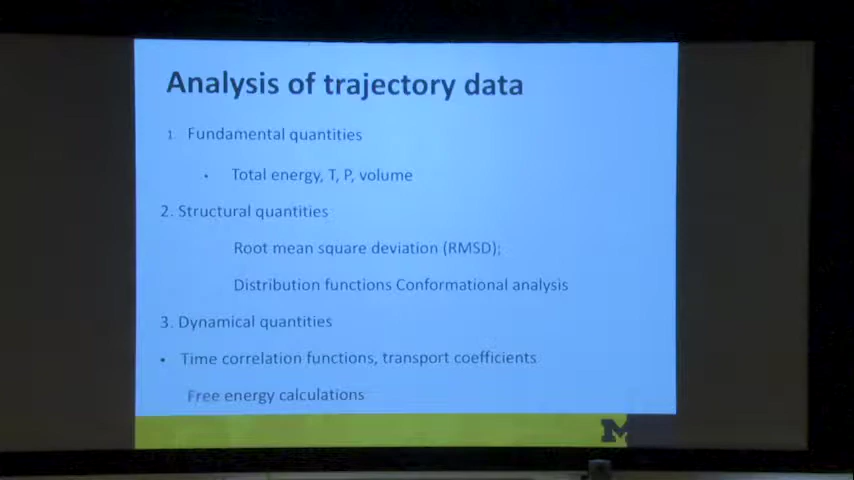 Analysis of trajectory data
1. Fundamental quantities
• Total energy, T, P, volume
2. Structural quantities
Root mean square deviation (RMSD);
Distribution functions Conformational analysis
3. Dynamical quantities
• Time correlation functions, transport coefficients
Free energy calculations
M